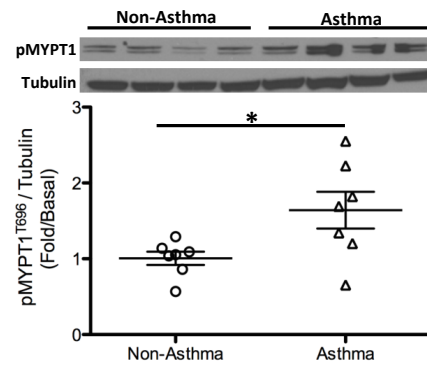 Non-Asthma Asthma
pMYPT1
Tubulin
*
pMYPT1T696 / Tubulin
(Fold/Basal)
3
2
1
0
Non-Asthma Asthma